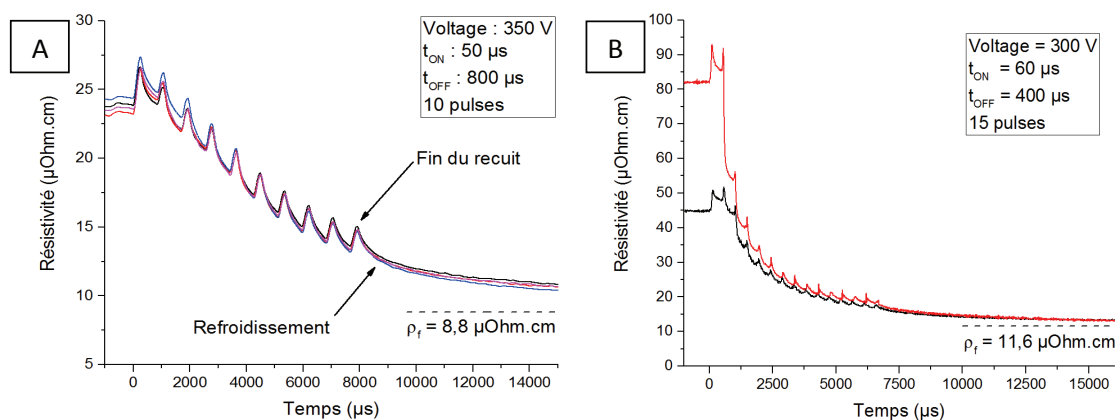 A
Voltage : 350 V
tON : 50 µs
tOFF : 800 µs
10 pulses
Fin du recuit
Refroidissement
ρf = 8,8 µOhm.cm
Résistivité (µOhm.cm)
30
25
20
15
10
5
0
2000
4000
6000
8000
10000
12000
14000
Temps (µs)
B
Voltage = 300 V
tON = 60 µs
tOFF = 400 µs
15 pulses
ρf = 11,6 µOhm.cm
Résistivité (µOhm.cm)
100
90
80
70
60
50
40
30
20
10
0
0
2500
5000
7500
10000
12500
15000
Temps (µs)